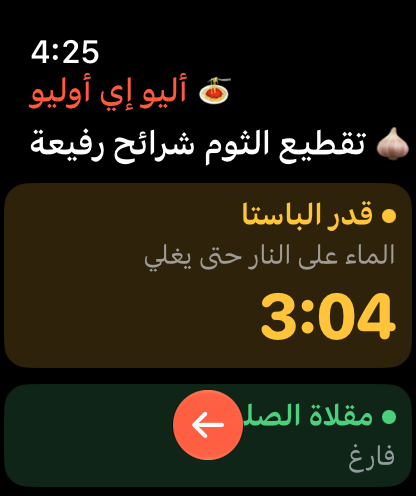 4:25
أليو إي أوليو 🍝
🧄 تقطيع الثوم شرائح رفيعة
قدر الباستا
الماء على النار حتى يغلي
3:04
مقلاة
فارغ